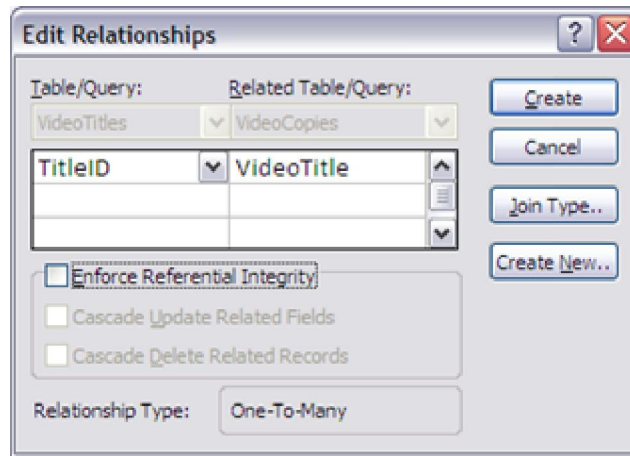 Edit Relationships
Table/Query: Related Table/Query:
VideoTitles VideoCopies
TitleID VideoTitle
Enforce Referential Integrity
Cascade Update Related Fields
Cascade Delete Related Records
Relationship Type: One-To-Many
Create
Cancel
Join Type..
Create New..